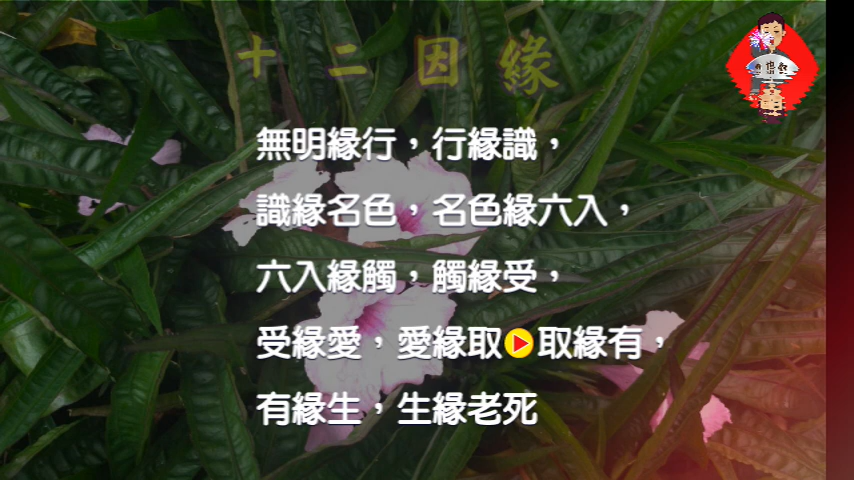 十二因緣
無明緣行，行緣識，
識緣名色，名色緣六入，
六入緣觸，觸緣受，
受緣愛，愛緣取 取緣有，
有緣生，生緣老死